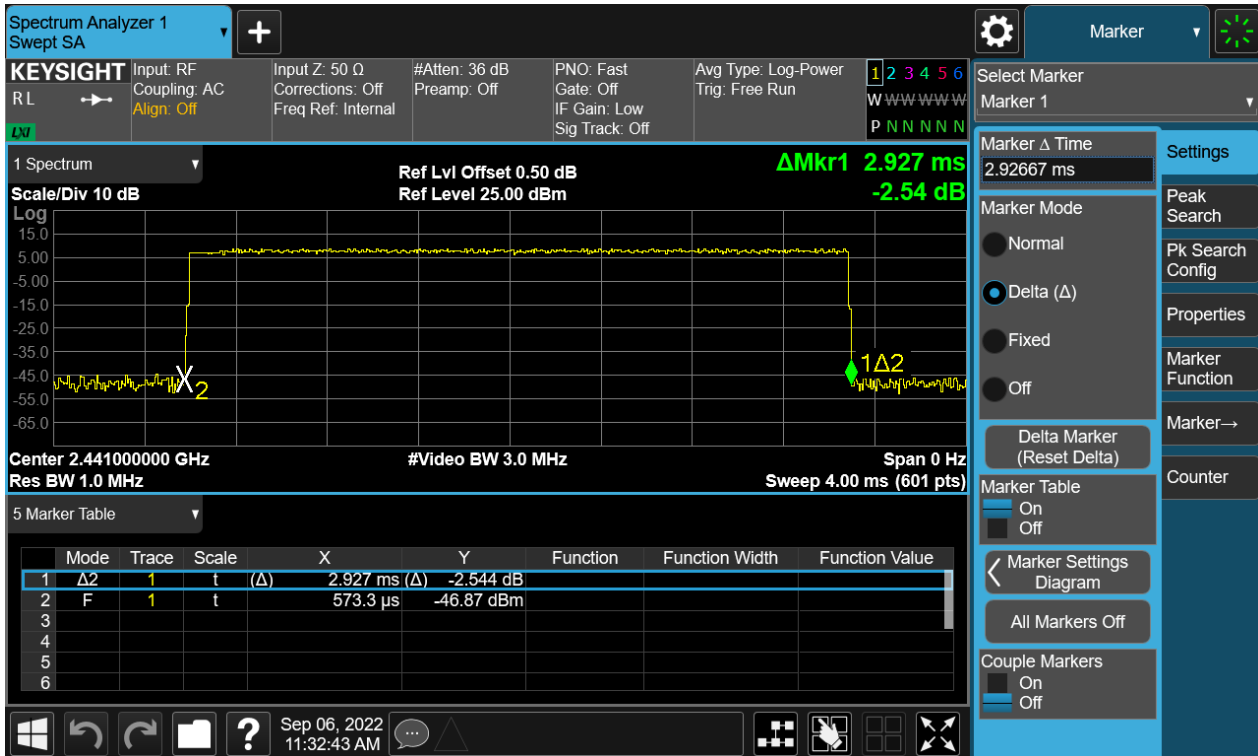 Spectrum Analyzer 1
Swept SA
+
Marker
KEYSIGHT
R L
LXI
Input: RF
Coupling: AC
Align: Off
Input Z: 50 Ω
Corrections: Off
Freq Ref: Internal
#Atten: 36 dB
Preamp: Off
PNO: Fast
Gate: Off
IF Gain: Low
Sig Track: Off
Avg Type: Log-Power
Trig: Free Run
1 2 3 4 5 6
W W W W W W
P N N N N N
Select Marker
Marker 1
1 Spectrum
Scale/Div 10 dB
Ref Lvl Offset 0.50 dB
Ref Level 25.00 dBm
ΔMkr1 2.927 ms
-2.54 dB
Log
15.0
5.00
-5.00
-15.0
-25.0
-35.0
-45.0
-55.0
-65.0
2
1Δ2
Center 2.441000000 GHz
#Video BW 3.0 MHz
Span 0 Hz
Res BW 1.0 MHz
Sweep 4.00 ms (601 pts)
5 Marker Table
Mode Trace Scale X Y Function Function Width Function Value
1 Δ2 1 t (Δ) 2.927 ms (Δ) -2.544 dB
2 F 1 t 573.3 µs -46.87 dBm
3
4
5
6
Marker Δ Time
2.92667 ms
Marker Mode
Normal
Delta (Δ)
Fixed
Off
Delta Marker
(Reset Delta)
Marker Table
On
Off
Marker Settings
Diagram
All Markers Off
Couple Markers
On
Off
Settings
Peak
Search
Pk Search
Config
Properties
Marker
Function
Marker→
Counter
?
Sep 06, 2022
11:32:43 AM